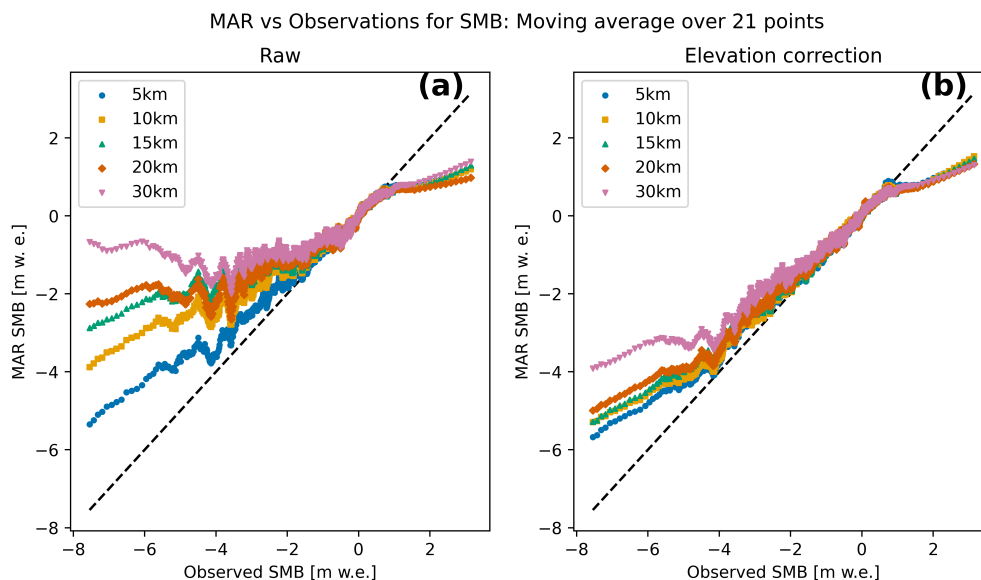 MAR vs Observations for SMB: Moving average over 21 points
Raw
(a)
5km
10km
15km
20km
30km
2
0
−2
−4
−6
−8
−8 −6 −4 −2 0 2
MAR SMB [m w. e.]
Observed SMB [m w.e.]
Elevation correction
(b)
5km
10km
15km
20km
30km
2
0
−2
−4
−6
−8
−8 −6 −4 −2 0 2
MAR SMB [m w. e.]
Observed SMB [m w.e.]